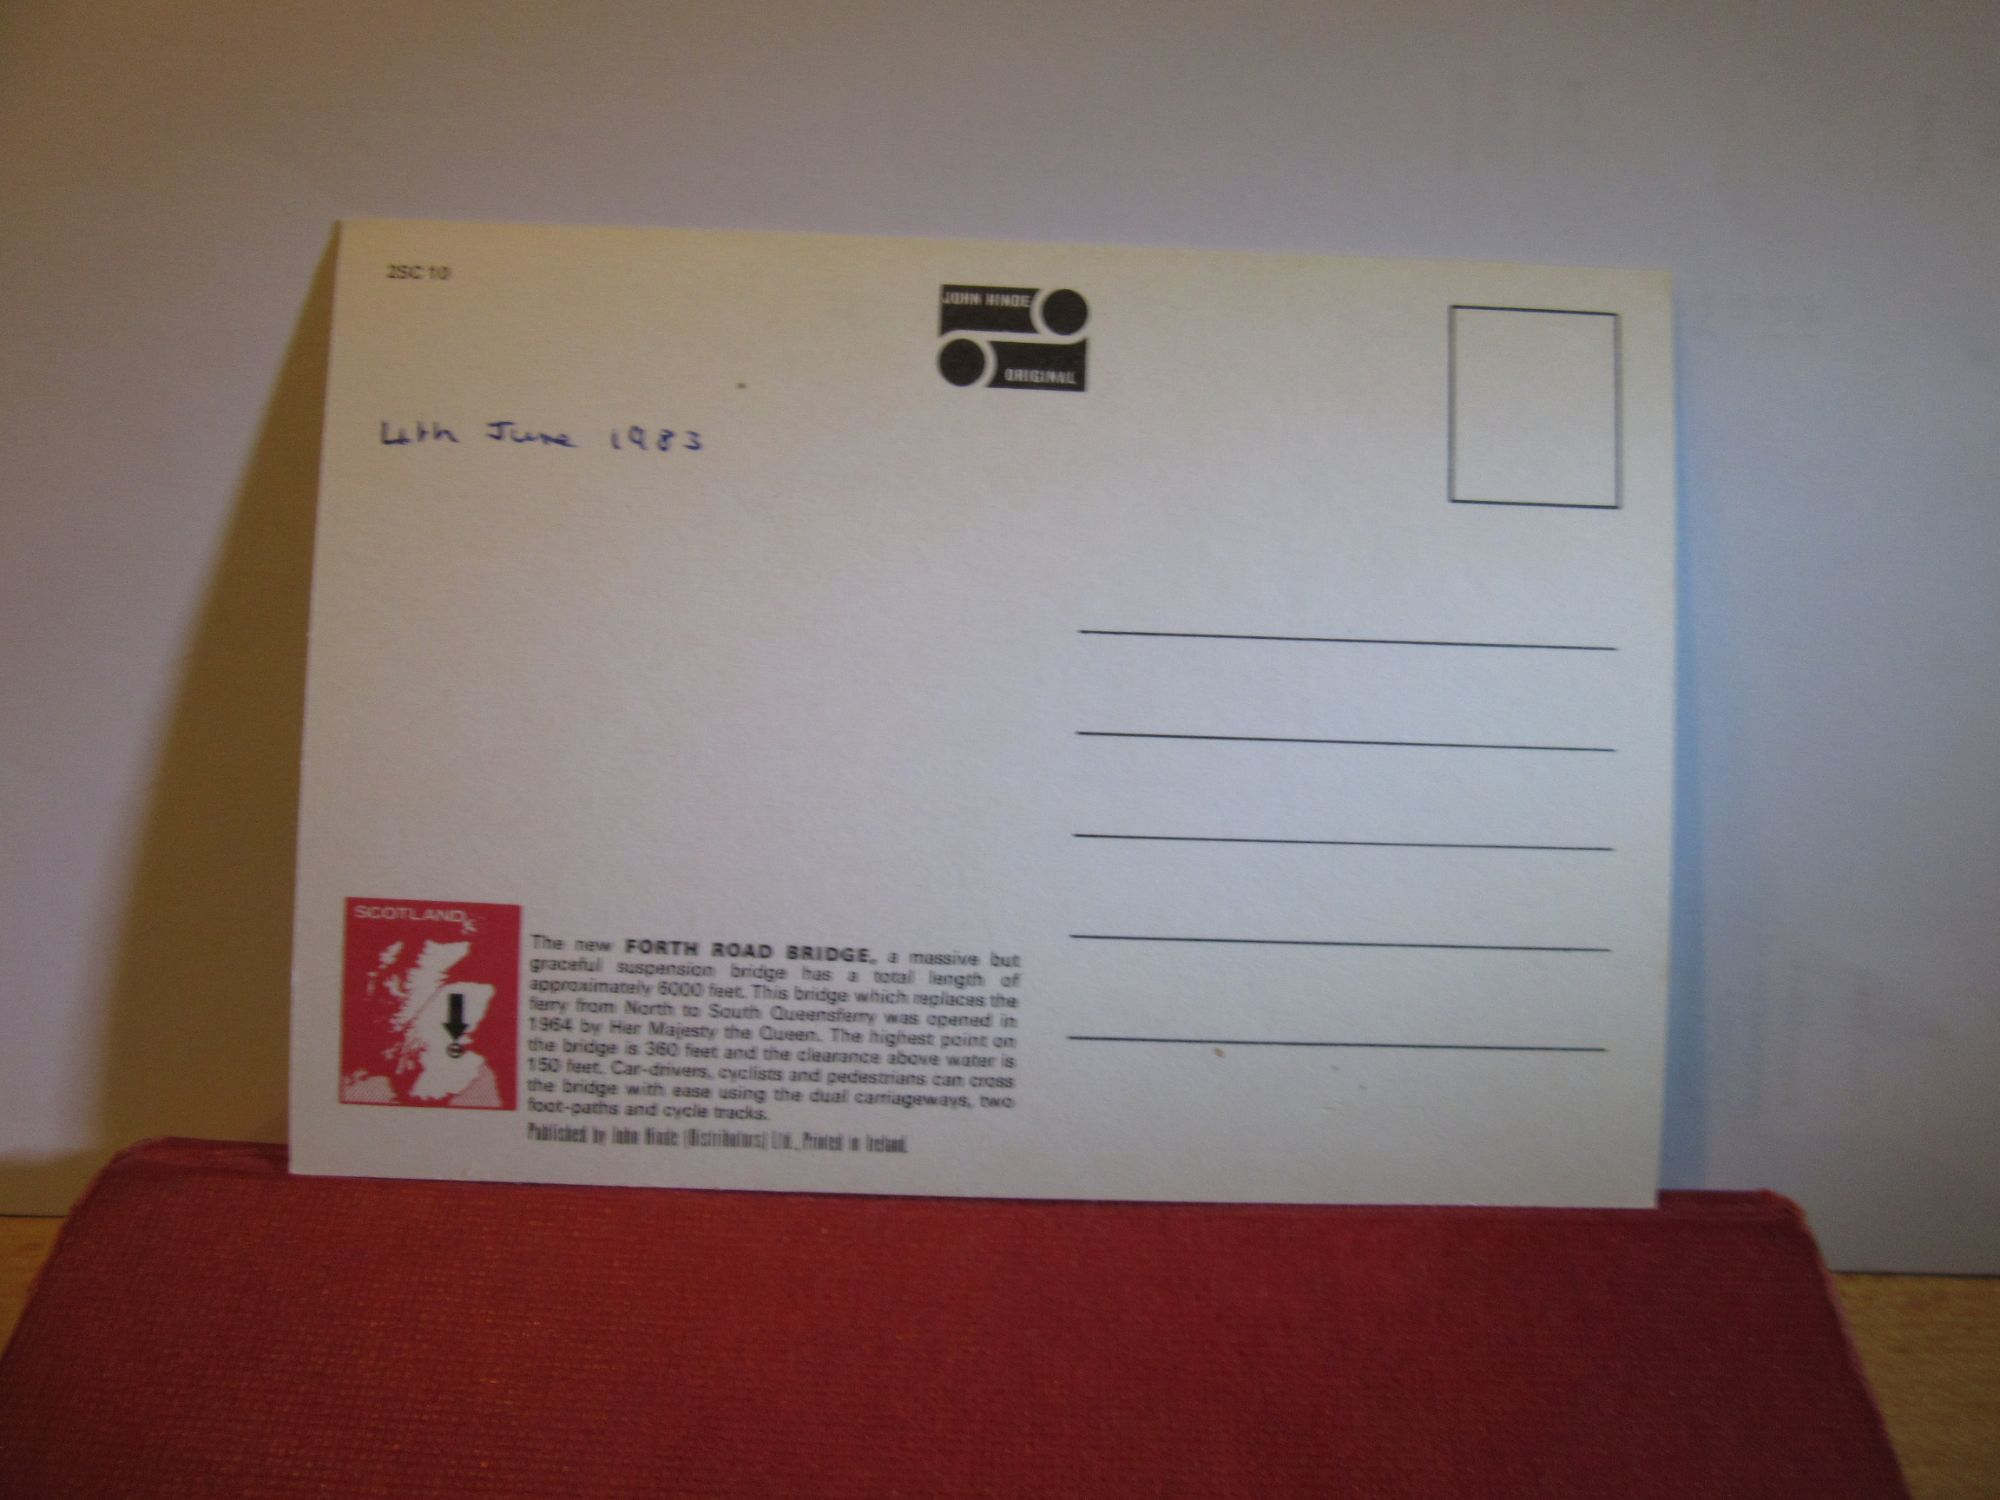 2SC10
JOHN HINDE
ORIGINAL
4th June 1983
SCOTLAND
The new FORTH ROAD BRIDGE, a massive but
graceful suspension bridge has a total length of
approximately 6000 feet. This bridge which replaces the
ferry from North to South Queensferry was opened in
1964 by Her Majesty the Queen. The highest point on
the bridge is 360 feet and the clearance above water is
150 feet. Car-drivers, cyclists and pedestrians can cross
the bridge with ease using the dual carriageways, two
foot-paths and cycle tracks.
Published by John Hinde (Distributors) Ltd., Printed in Ireland.